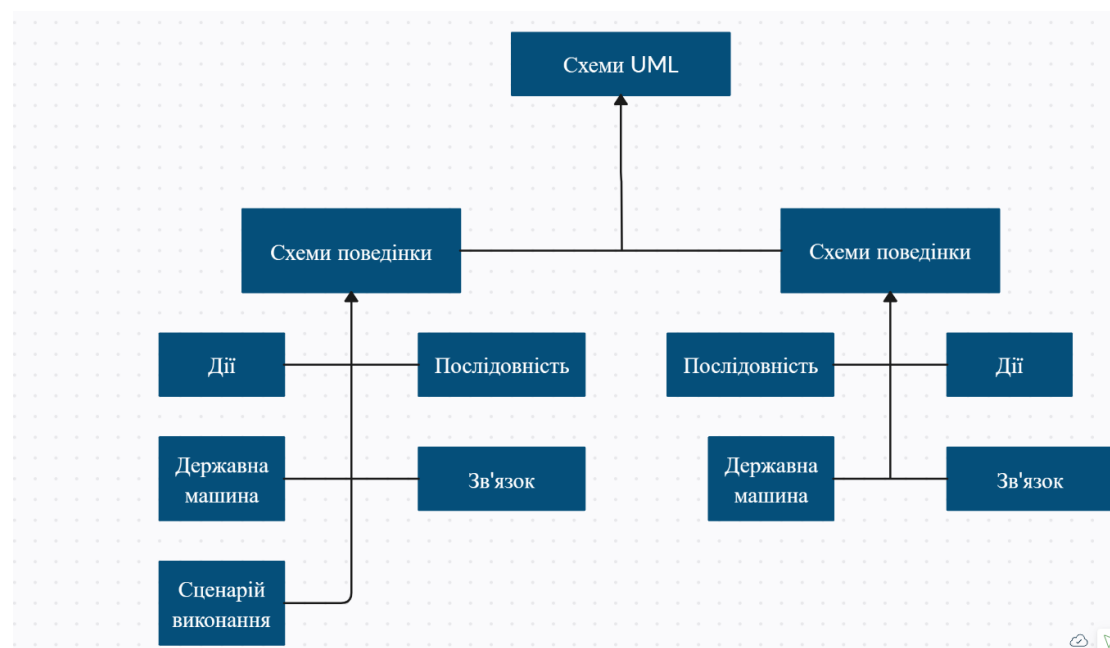 Схеми UML
Схеми поведінки
Схеми поведінки
Дії
Послідовність
Послідовність
Дії
Державна
машина
Зв'язок
Державна
машина
Зв'язок
Сценарій
виконання